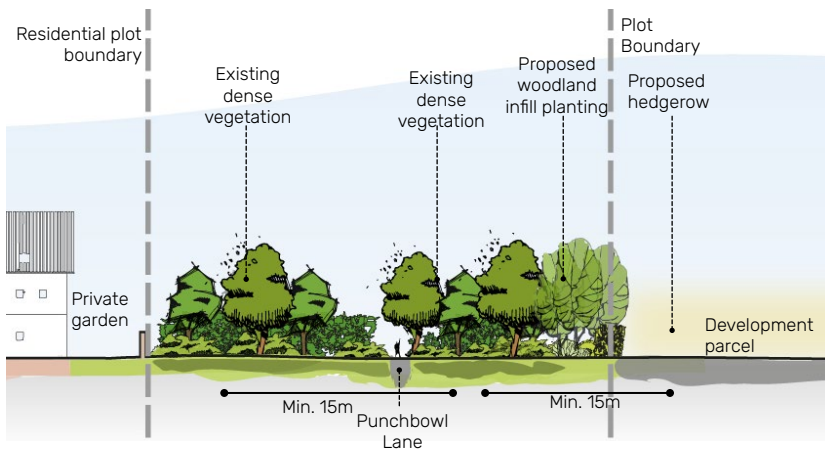 Residential plot
boundary
Existing
dense
vegetation
Existing
dense
vegetation
Proposed
woodland
infill planting
Plot
Boundary
Proposed
hedgerow
Private
garden
Development
parcel
Min. 15m
Min. 15m
Punchbowl
Lane